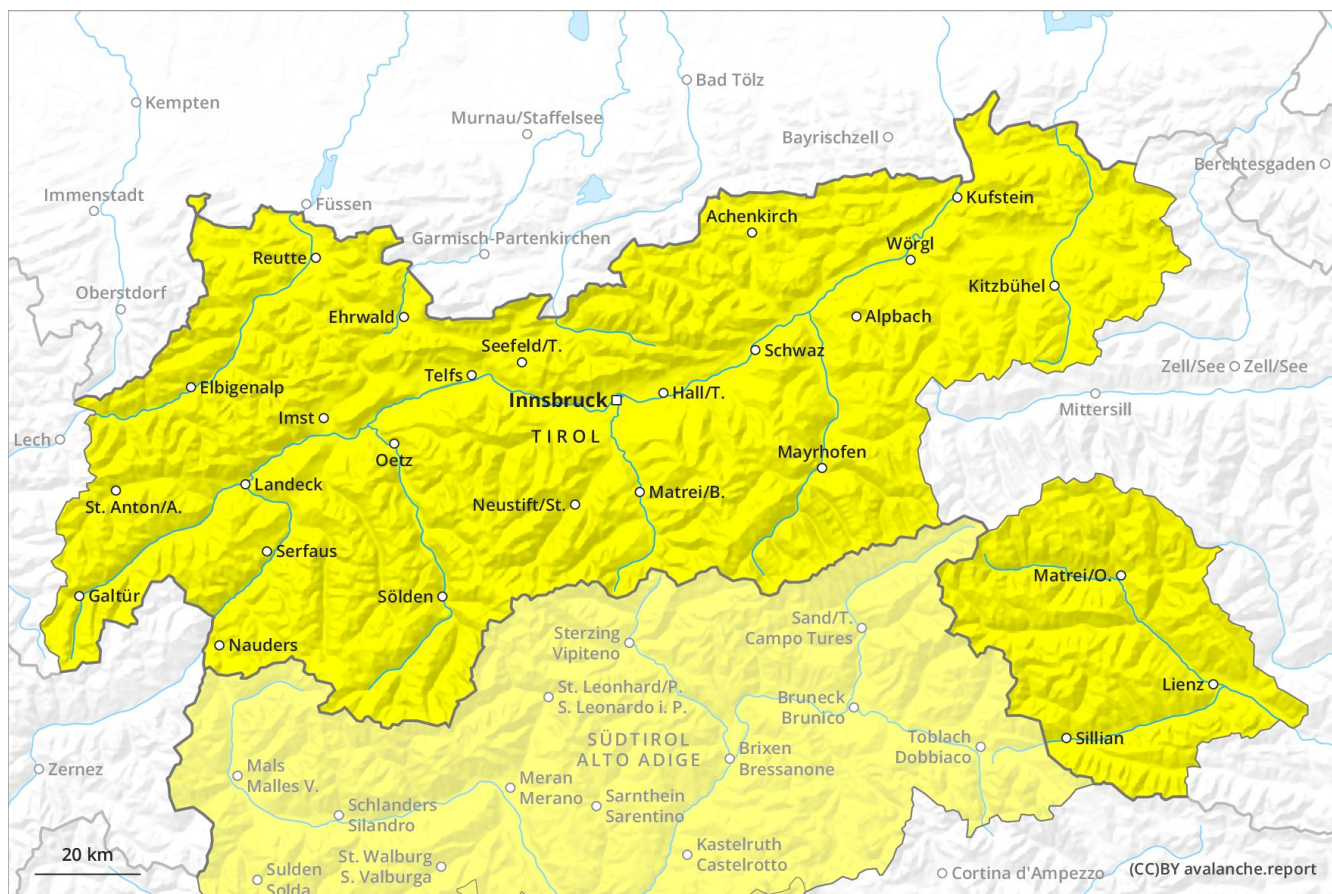 Kempten
Bad Tölz
Murnau/Staffelsee
Bayrischzell
Berchtesgaden
Immenstadt
Füssen
Kufstein
Achenkirch
Garmisch-Partenkirchen
Wörgl
Reutte
Oberstdorf
Kitzbühel
Ehrwald
Alpbach
Seefeld/T.
Schwaz
Telfs
Zell/See
Zell/See
Elbigenalp
Innsbruck
Hall/T.
Mittersill
Imst
TIROL
Lech
Oetz
Mayrhofen
Landeck
St. Anton/A.
Neustift/St.
Matrei/B.
Serfaus
Matrei/O.
Galtür
Sölden
Sand/T.
Campo Tures
Sterzing
Vipiteno
Nauders
Lienz
St. Leonhard/P.
S. Leonardo i. P.
Bruneck
Brunico
SÜDTIROL
ALTO ADIGE
Toblach
Dobbiaco
Sillian
Brixen
Bressanone
Zernez
Mals
Malles V.
Meran
Merano
Schlanders
Silandro
Sarnthein
Sarentino
20 km
St. Walburg
S. Valburga
Kastelruth
Castelrotto
Sulden
Solda
Cortina d'Ampezzo
(CC)BY avalanche.report